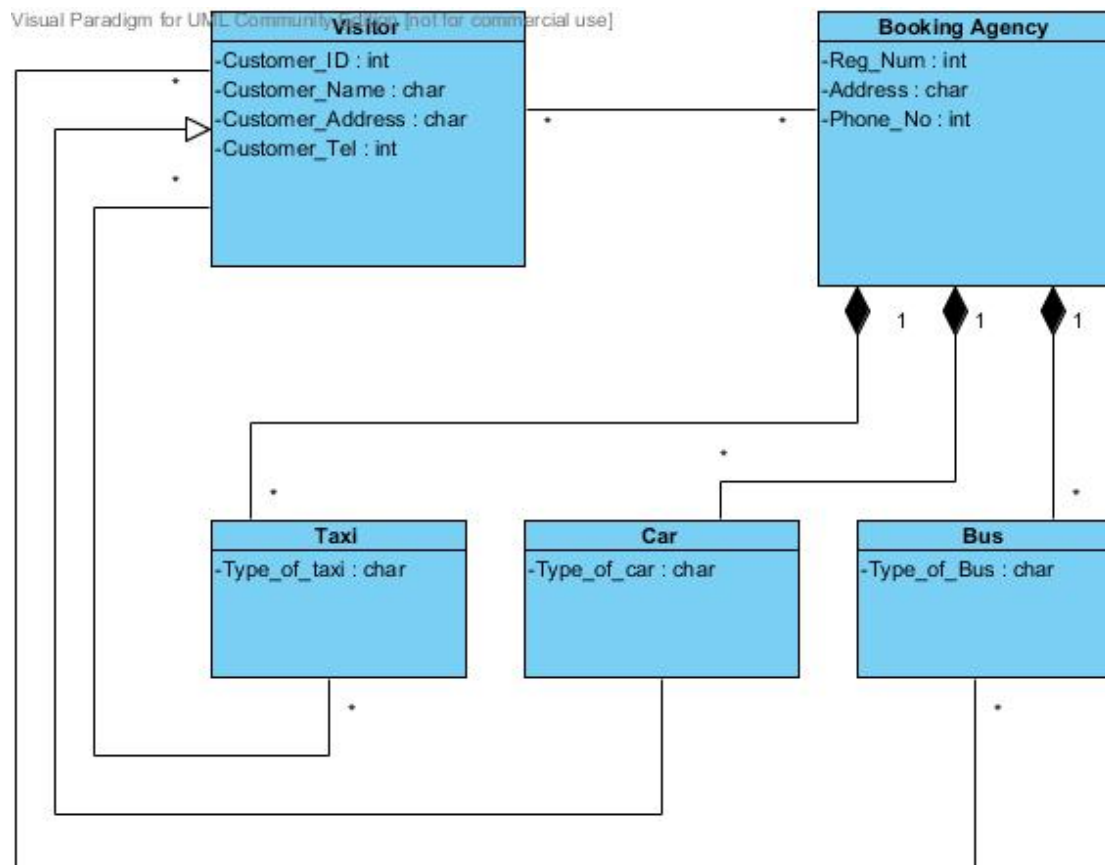 Visual Paradigm for UML Community Edition [not for commercial use]
Visitor
-Customer_ID : int
-Customer_Name : char
-Customer_Address : char
-Customer_Tel : int
Booking Agency
-Reg_Num : int
-Address : char
-Phone_No : int
*
*
*
*
1
1
1
*
*
*
Taxi
-Type_of_taxi : char
Car
-Type_of_car : char
Bus
-Type_of_Bus : char
*
*